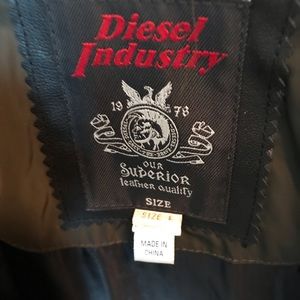 Diesel
Industry
19 78
OUR
SUPERIOR
leather quality
SIZE
SIZE L
MADE IN
CHINA